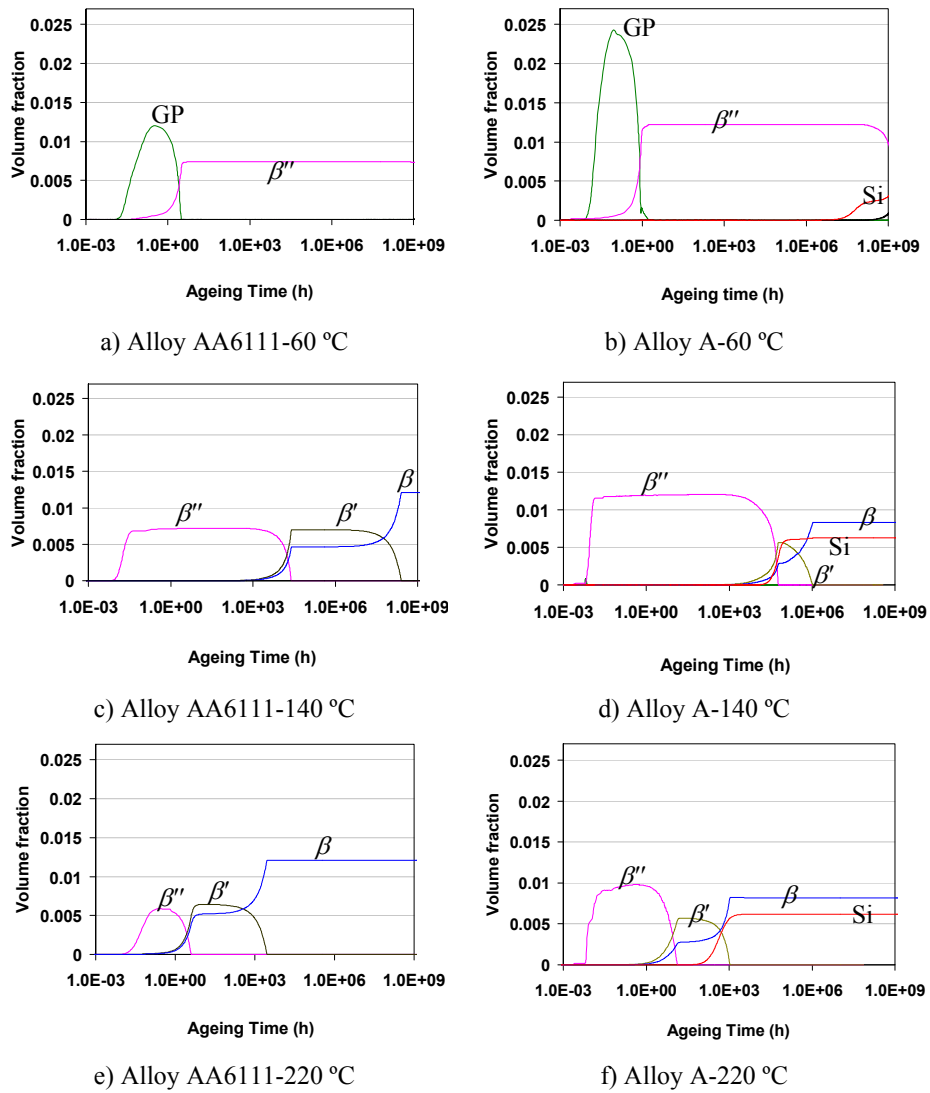 0.025
0.02
0.015
0.01
0.005
0
Volume fraction
GP
β''
1.0E-03 1.0E+00 1.0E+03 1.0E+06 1.0E+09
Ageing Time (h)
a) Alloy AA6111-60 ºC
0.025
0.02
0.015
0.01
0.005
0
Volume fraction
GP
β''
Si
1.0E-03 1.0E+00 1.0E+03 1.0E+06 1.0E+09
Ageing time (h)
b) Alloy A-60 ºC
0.025
0.02
0.015
0.01
0.005
0
Volume fraction
β''
β'
β
1.0E-03 1.0E+00 1.0E+03 1.0E+06 1.0E+09
Ageing Time (h)
c) Alloy AA6111-140 ºC
0.025
0.02
0.015
0.01
0.005
0
Volume fraction
β''
β
Si
β'
1.0E-03 1.0E+00 1.0E+03 1.0E+06 1.0E+09
Ageing Time (h)
d) Alloy A-140 ºC
0.025
0.02
0.015
0.01
0.005
0
Volume fraction
β''
β'
β
1.0E-03 1.0E+00 1.0E+03 1.0E+06 1.0E+09
Ageing Time (h)
e) Alloy AA6111-220 ºC
0.025
0.02
0.015
0.01
0.005
0
Volume fraction
β''
β'
β
Si
1.0E-03 1.0E+00 1.0E+03 1.0E+06 1.0E+09
Ageing Time (h)
f) Alloy A-220 ºC